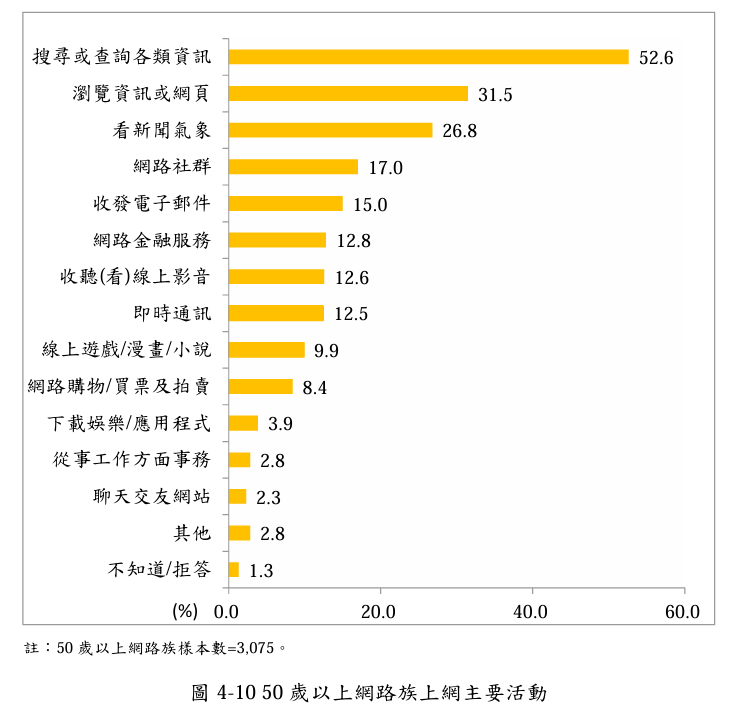 搜尋或查詢各類資訊 52.6
瀏覽資訊或網頁 31.5
看新聞氣象 26.8
網路社群 17.0
收發電子郵件 15.0
網路金融服務 12.8
收聽(看)線上影音 12.6
即時通訊 12.5
線上遊戲/漫畫/小說 9.9
網路購物/買票及拍賣 8.4
下載娛樂/應用程式 3.9
從事工作方面事務 2.8
聊天交友網站 2.3
其他 2.8
不知道/拒答 1.3
(%) 0.0 20.0 40.0 60.0
註：50 歲以上網路族樣本數=3,075。
圖 4-10 50 歲以上網路族上網主要活動